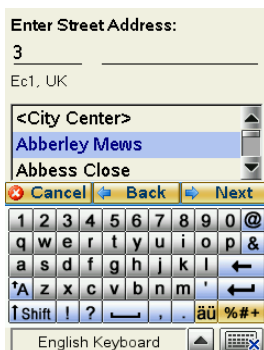 Enter Street Address:
3
Ec1, UK
<City Center>
Abberley Mews
Abbess Close
Cancel Back Next
1 2 3 4 5 6 7 8 9 0 @
q w e r t y u i o p &
a s d f g h j k l ←
↑A z x c v b n m ' ↵
⇧ Shift ! ? , . äü %#+
English Keyboard